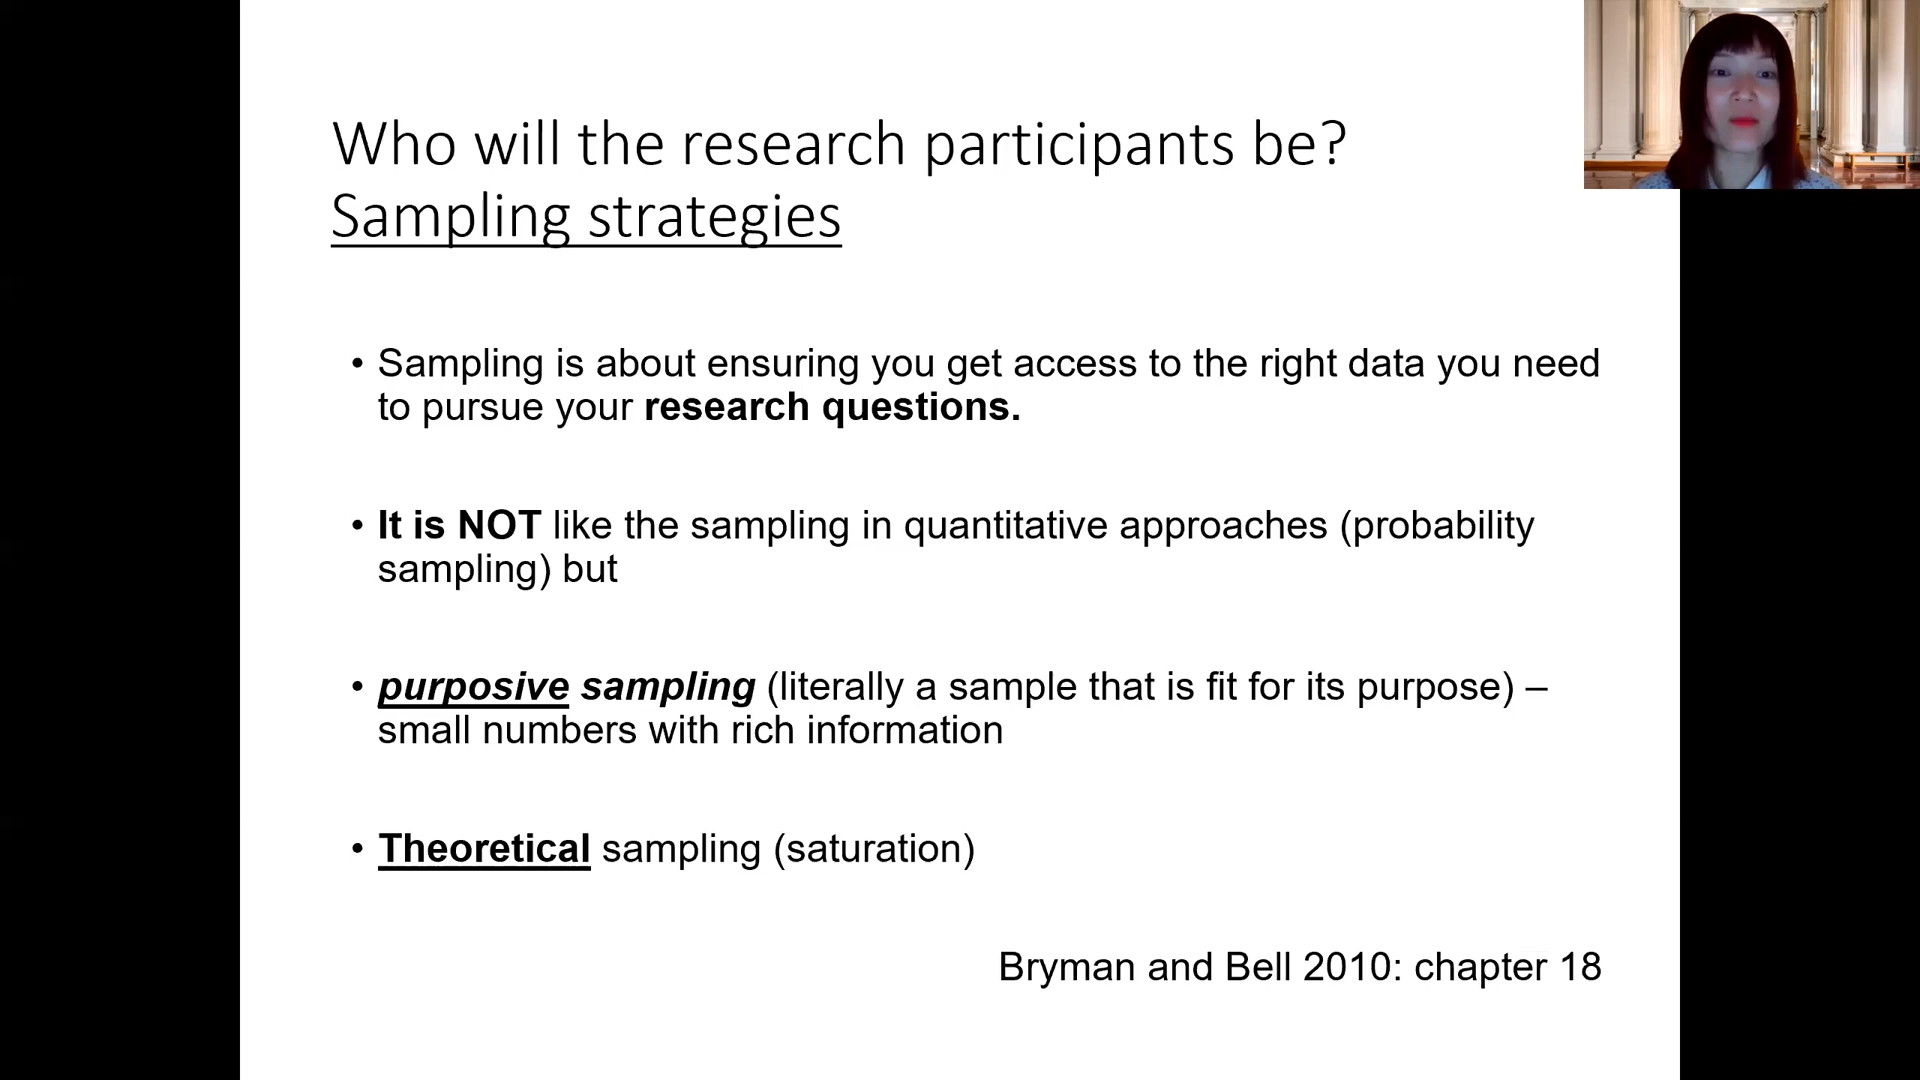 Who will the research participants be?
Sampling strategies
• Sampling is about ensuring you get access to the right data you need
to pursue your research questions.
• It is NOT like the sampling in quantitative approaches (probability
sampling) but
• purposive sampling (literally a sample that is fit for its purpose) –
small numbers with rich information
• Theoretical sampling (saturation)
Bryman and Bell 2010: chapter 18